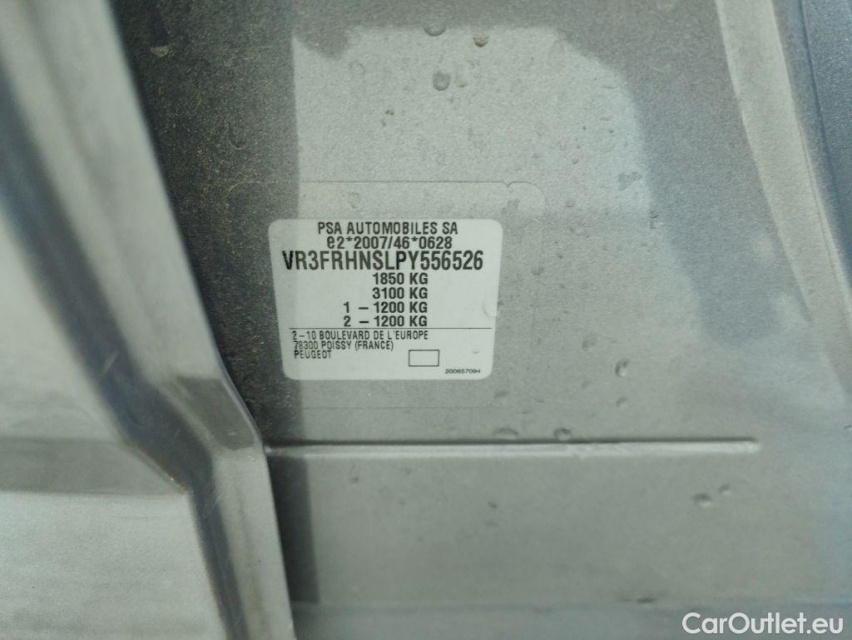 PSA AUTOMOBILES SA
e2*2007/46*0628
VR3FRHNSLPY556526
1850 KG
3100 KG
1 – 1200 KG
2 – 1200 KG
2–10 BOULEVARD DE L'EUROPE
78300 POISSY (FRANCE)
PEUGEOT
CarOutlet.eu